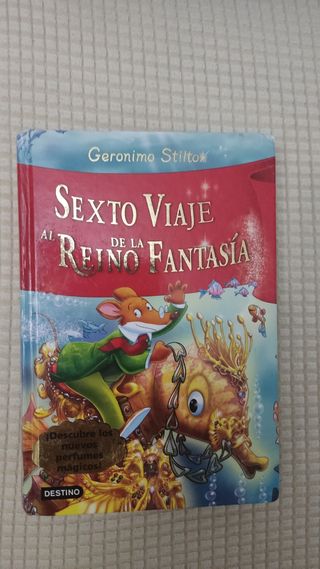 Geronimo Stilton
SEXTO VIAJE
AL REINO DE LA FANTASÍA
¡Descubre los
nuevos
perfumes
mágicos!
DESTINO